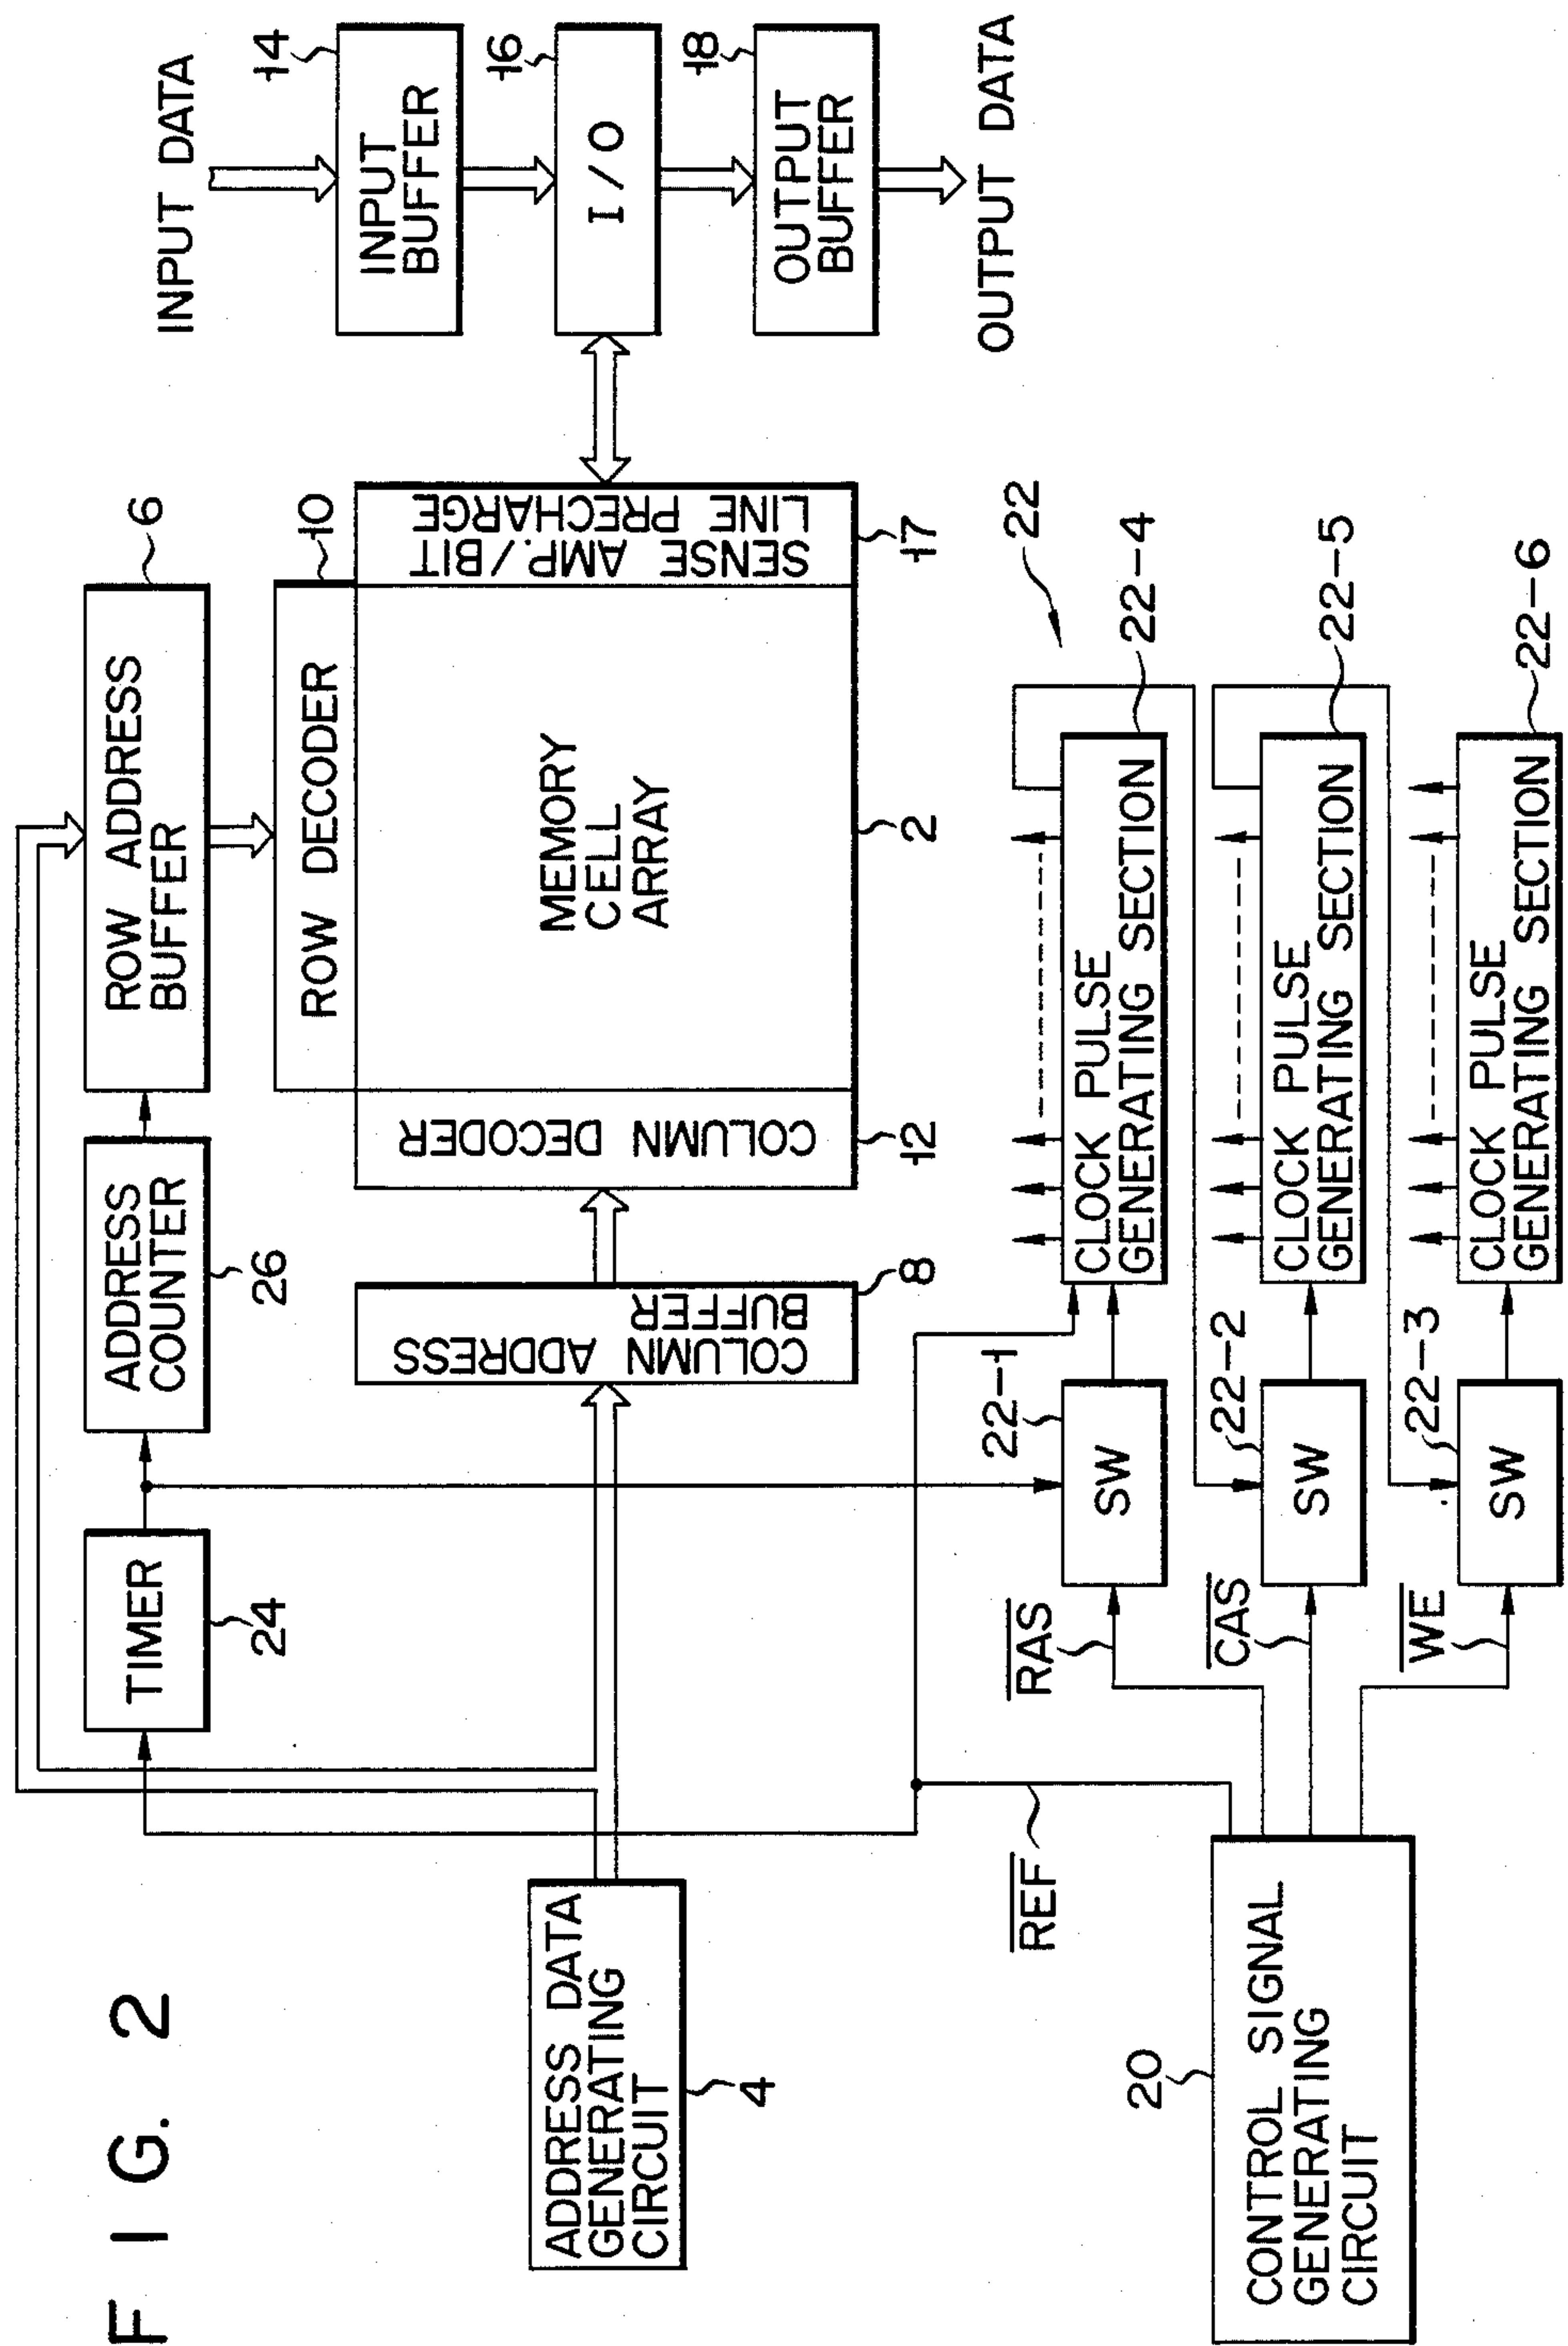 FIG. 2
TIMER
24
ADDRESS
COUNTER
26
ROW ADDRESS
BUFFER
6
INPUT DATA
14
INPUT
BUFFER
16
I/O
18
OUTPUT
BUFFER
OUTPUT DATA
ADDRESS DATA
GENERATING
CIRCUIT
4
COLUMN ADDRESS
BUFFER
8
COLUMN DECODER
12
ROW DECODER
10
MEMORY
CELL
ARRAY
2
SENSE AMP./BIT
LINE PRECHARGE
17
22
20
CONTROL SIGNAL
GENERATING
CIRCUIT
REF
RAS
CAS
WE
22-1
SW
22-2
SW
22-3
SW
CLOCK PULSE
GENERATING SECTION
22-4
CLOCK PULSE
GENERATING SECTION
22-5
CLOCK PULSE
GENERATING SECTION
22-6